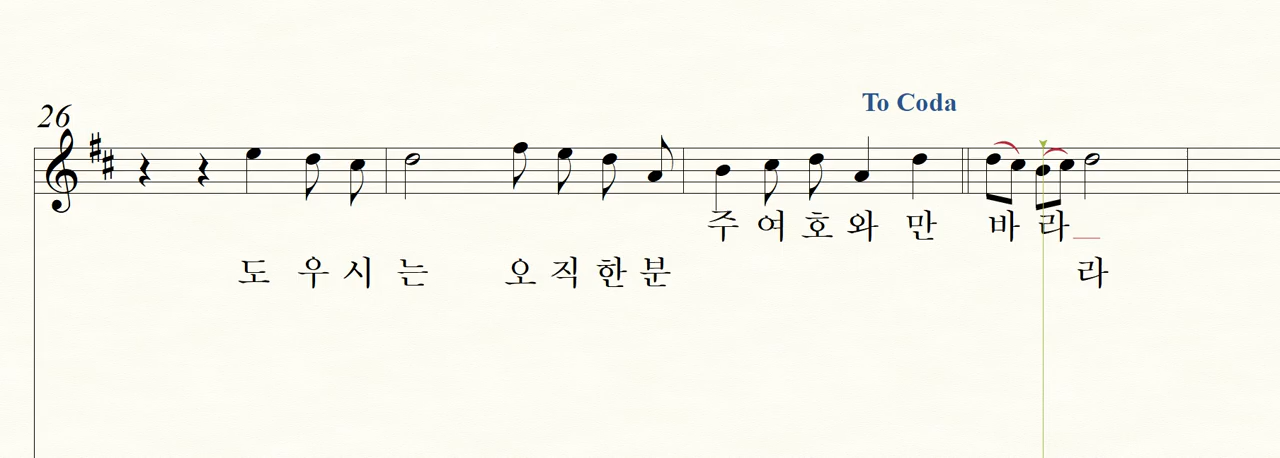 To Coda
26
주 여 호 와 만 바 라
도 우 시 는 오 직 한 분 라